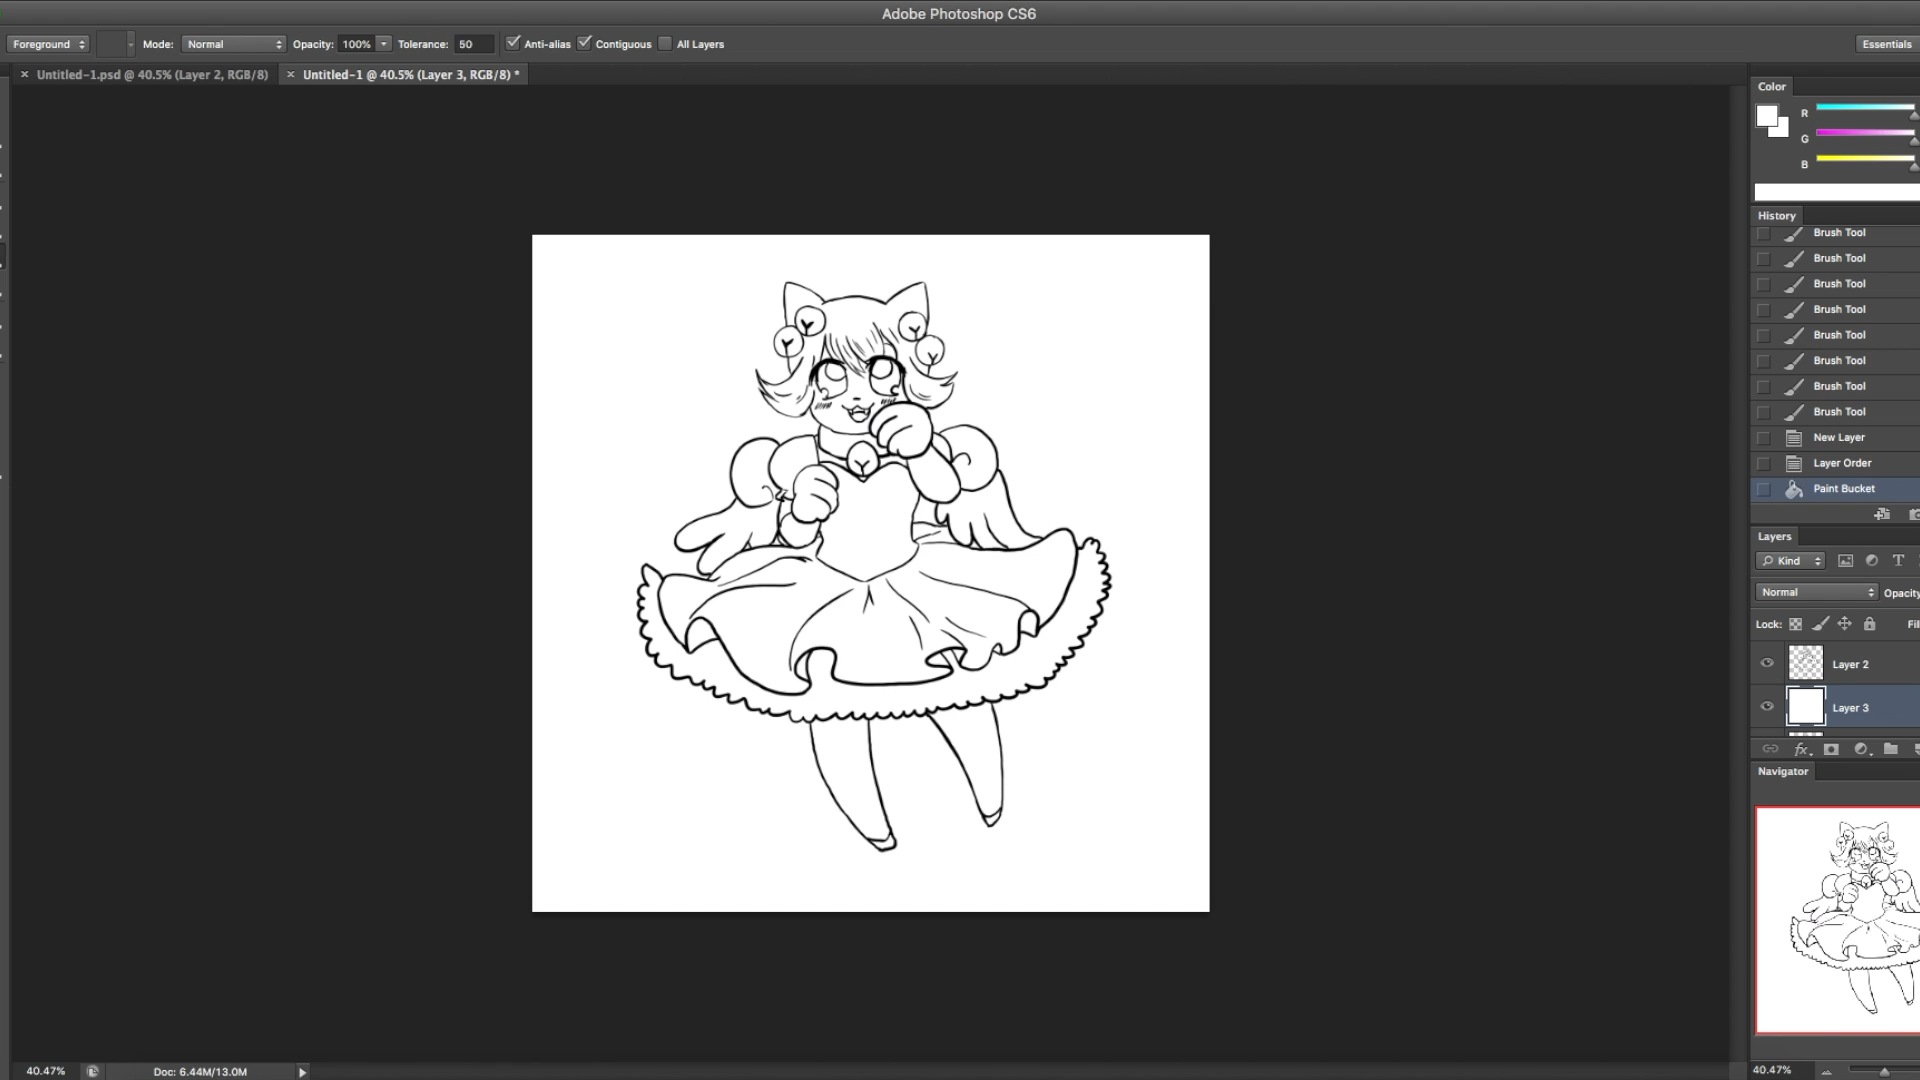 Adobe Photoshop CS6
Foreground Mode: Normal Opacity: 100% Tolerance: 50 Anti-alias Contiguous All Layers Essentials
Untitled-1.psd @ 40.5% (Layer 2, RGB/8) Untitled-1 @ 40.5% (Layer 3, RGB/8) *
Color
R
G
B
History
Brush Tool
Brush Tool
Brush Tool
Brush Tool
Brush Tool
Brush Tool
Brush Tool
Brush Tool
New Layer
Layer Order
Paint Bucket
Layers
Kind T
Normal Opacity
Lock: Fil
Layer 2
Layer 3
fx
Navigator
40.47% Doc: 6.44M/13.0M 40.47%